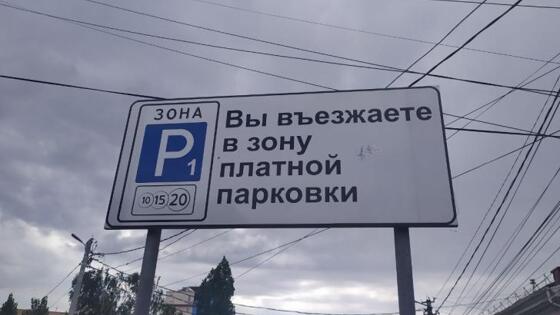 ЗОНА
P1
10 15 20
Вы въезжаете
в зону
платной
парковки